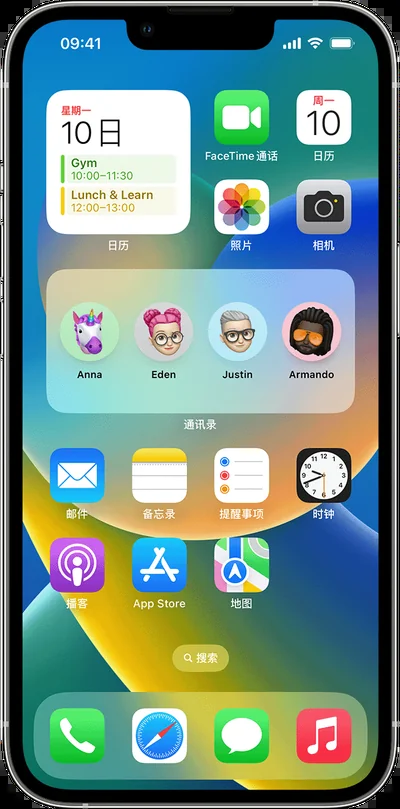 09:41
星期一
10日
Gym
10:00–11:30
Lunch & Learn
12:00–13:00
日历
FaceTime 通话
周一
10
日历
照片
相机
Anna
Eden
Justin
Armando
通讯录
邮件
备忘录
提醒事项
时钟
播客
App Store
地图
搜索